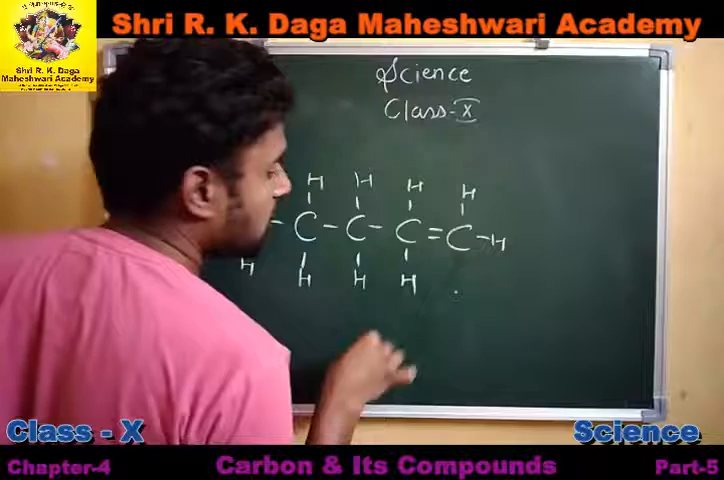 Shri R. K. Daga Maheshwari Academy
Shri R. K. Daga
Maheshwari Academy
Science
Class-X
H H H H
- C - C - C = C - H
H H H H
Class - X
Science
Chapter-4
Carbon & Its Compounds
Part-5